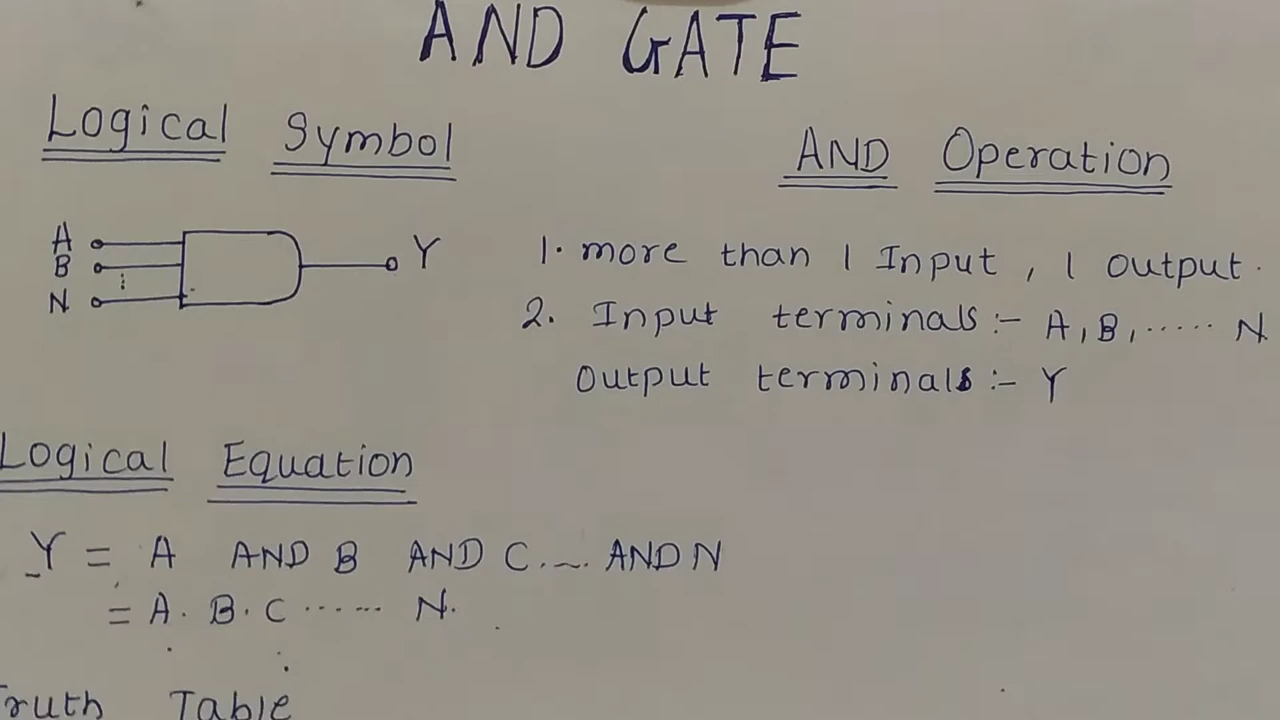 AND GATE
Logical Symbol
A
B
N
Y
AND Operation
1. more than 1 Input, 1 output.
2. Input terminals:- A, B, ..... N
Output terminals:- Y
Logical Equation
Y = A AND B AND C..... AND N
= A. B. C ...... N.
Truth Table